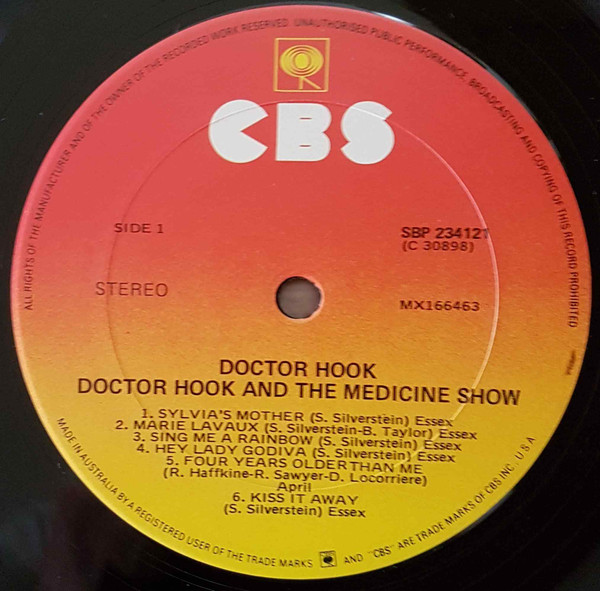 ALL RIGHTS OF THE MANUFACTURER AND OF THE OWNER OF THE RECORDED WORK RESERVED. UNAUTHORISED PUBLIC PERFORMANCE, BROADCASTING AND COPYING OF THIS RECORD PROHIBITED
CBS
SIDE 1
SBP 234121
(C 30898)
STEREO
MX166463
DOCTOR HOOK
DOCTOR HOOK AND THE MEDICINE SHOW
1. SYLVIA'S MOTHER (S. Silverstein) Essex
2. MARIE LAVAUX (S. Silverstein-B. Taylor) Essex
3. SING ME A RAINBOW (S. Silverstein) Essex
4. HEY LADY GODIVA (S. Silverstein) Essex
5. FOUR YEARS OLDER THAN ME
(R. Haffkine-R. Sawyer-D. Locorriere)
April
6. KISS IT AWAY
(S. Silverstein) Essex
MADE IN AUSTRALIA BY A REGISTERED USER OF THE TRADE MARKS AND "CBS" ARE TRADE MARKS OF CBS INC. U S A